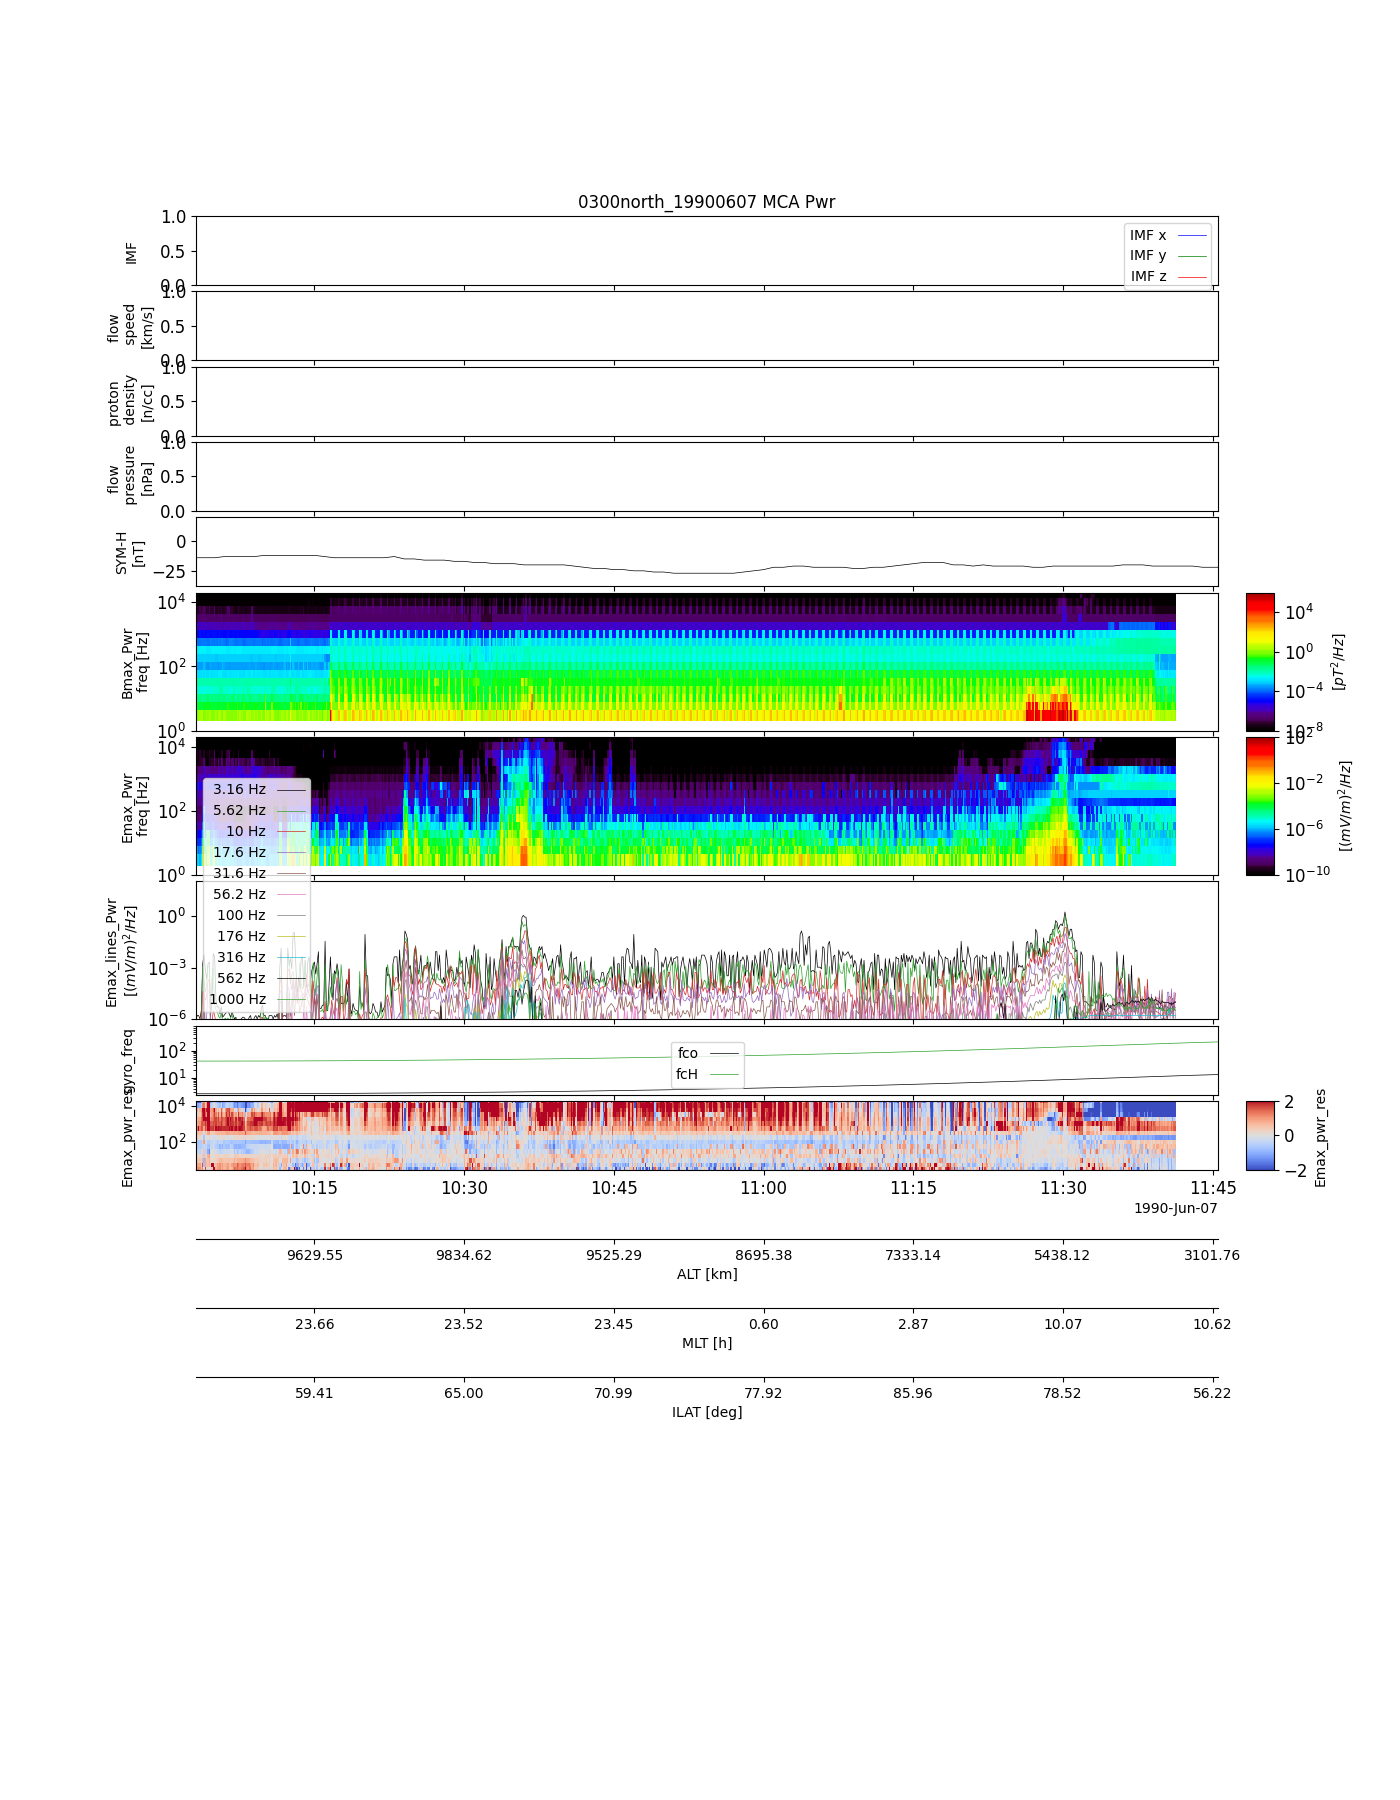 0300north_19900607 MCA Pwr
1.0
0.5
0.0
IMF
IMF x
IMF y
IMF z
1.0
0.5
0.0
flow
speed
[km/s]
1.0
0.5
0.0
proton
density
[n/cc]
1.0
0.5
0.0
flow
pressure
[nPa]
0
−25
SYM-H
[nT]
10^4
10^2
10^0
Bmax_Pwr
freq [Hz]
10^4
10^0
10^−4
10^−8
[pT^2/Hz]
10^4
10^2
10^0
Emax_Pwr
freq [Hz]
10^2
10^−2
10^−6
10^−10
[(mV/m)^2/Hz]
3.16 Hz
5.62 Hz
10 Hz
17.6 Hz
31.6 Hz
56.2 Hz
100 Hz
176 Hz
316 Hz
562 Hz
1000 Hz
10^0
10^−3
10^−6
Emax_lines_Pwr
[(mV/m)^2/Hz]
10^2
10^1
gyro_freq
fco
fcH
10^4
10^2
Emax_pwr_res
2
0
−2
Emax_pwr_res
10:15 10:30 10:45 11:00 11:15 11:30 11:45
1990-Jun-07
9629.55 9834.62 9525.29 8695.38 7333.14 5438.12 3101.76
ALT [km]
23.66 23.52 23.45 0.60 2.87 10.07 10.62
MLT [h]
59.41 65.00 70.99 77.92 85.96 78.52 56.22
ILAT [deg]